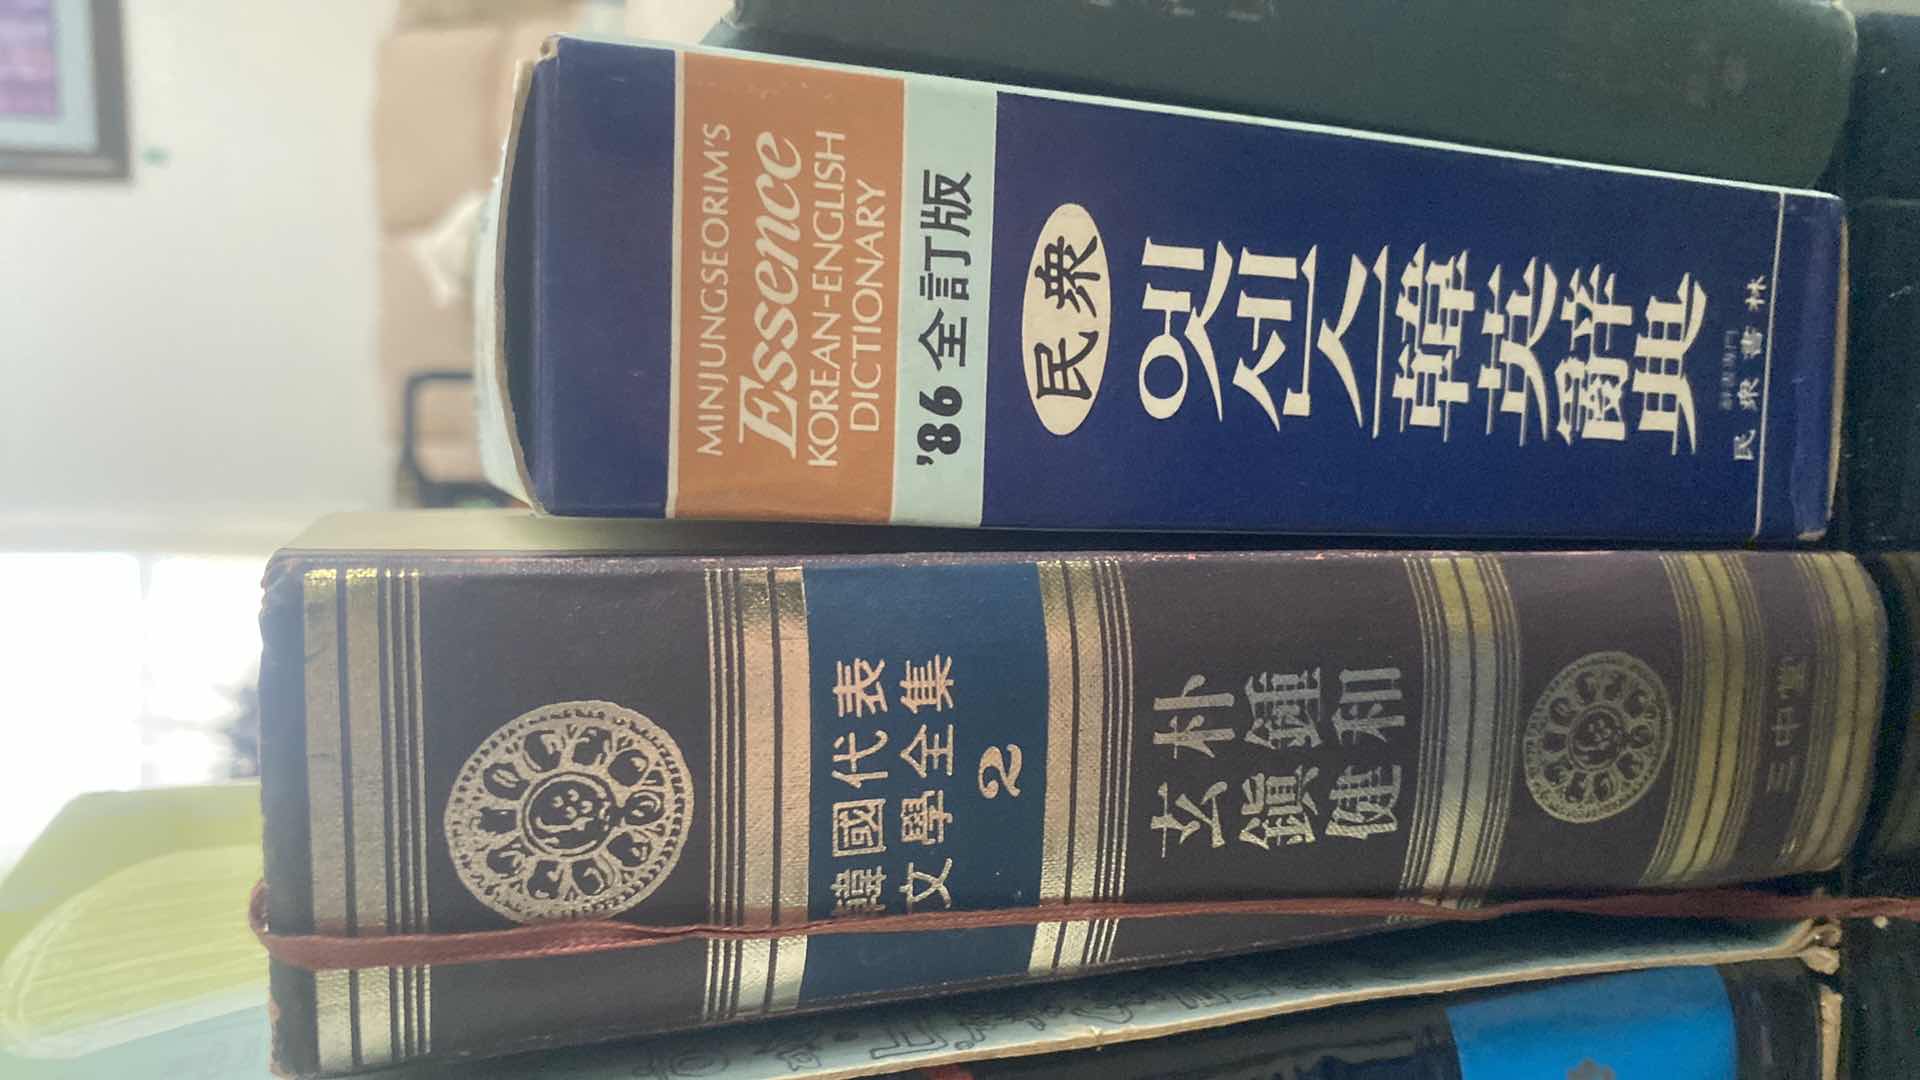 MINJUNGSEORIM'S
Essence
KOREAN-ENGLISH
DICTIONARY
'86 全訂版
民衆
엣센스韓英辭典
民衆書林
韓國代表
文學全集
2
朴鍾和
玄鎭健
三中堂